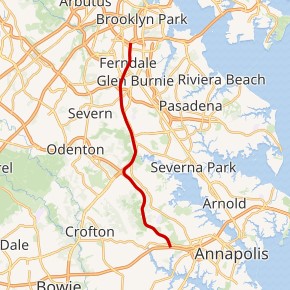 Arbutus
Brooklyn Park
Ferndale
Glen Burnie
Riviera Beach
Pasadena
Severn
Odenton
Severna Park
Arnold
Crofton
Dale
Annapolis
Bowie